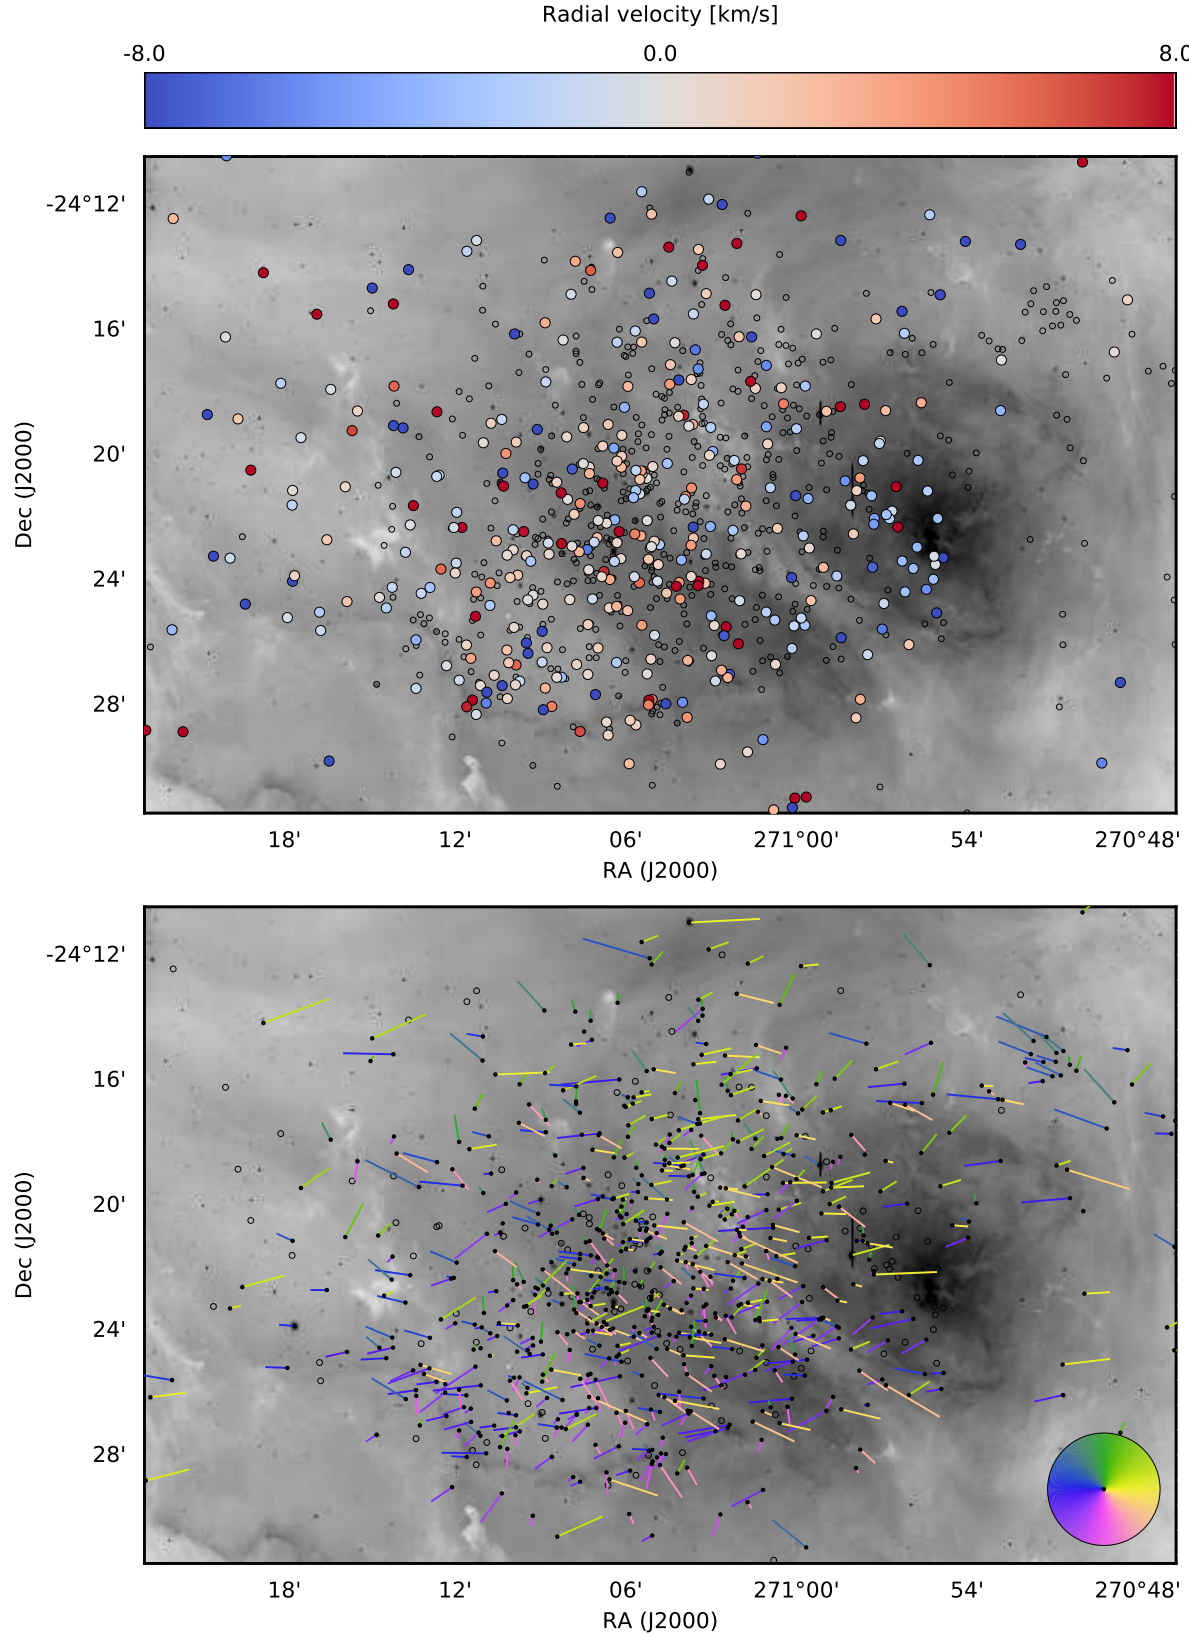 Radial velocity [km/s]
-8.0 0.0 8.0
-24°12'
16'
20'
24'
28'
Dec (J2000)
18' 12' 06' 271°00' 54' 270°48'
RA (J2000)
-24°12'
16'
20'
24'
28'
Dec (J2000)
18' 12' 06' 271°00' 54' 270°48'
RA (J2000)